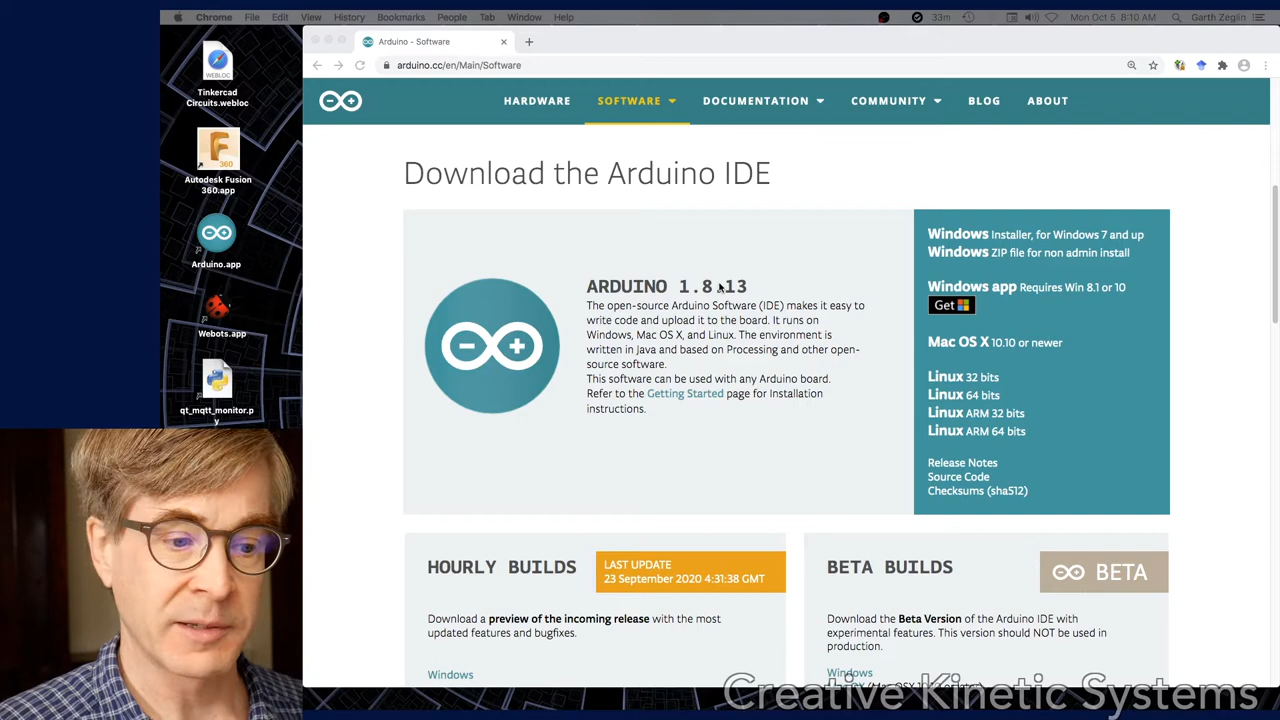 Chrome File Edit View History Bookmarks People Tab Window Help
33m Mon Oct 5 8:10 AM Garth Zeglin
Arduino - Software
arduino.cc/en/Main/Software
HARDWARE SOFTWARE DOCUMENTATION COMMUNITY BLOG ABOUT
WEBLOC
Tinkercad
Circuits.webloc
F
360
Autodesk Fusion
360.app
Arduino.app
Webots.app
qt_mqtt_monitor.p
y
Download the Arduino IDE
ARDUINO 1.8.13
The open-source Arduino Software (IDE) makes it easy to
write code and upload it to the board. It runs on
Windows, Mac OS X, and Linux. The environment is
written in Java and based on Processing and other open-
source software.
This software can be used with any Arduino board.
Refer to the Getting Started page for Installation
instructions.
Windows Installer, for Windows 7 and up
Windows ZIP file for non admin install
Windows app Requires Win 8.1 or 10
Get
Mac OS X 10.10 or newer
Linux 32 bits
Linux 64 bits
Linux ARM 32 bits
Linux ARM 64 bits
Release Notes
Source Code
Checksums (sha512)
HOURLY BUILDS
LAST UPDATE
23 September 2020 4:31:38 GMT
Download a preview of the incoming release with the most
updated features and bugfixes.
Windows
BETA BUILDS
BETA
Download the Beta Version of the Arduino IDE with
experimental features. This version should NOT be used in
production.
Windows
Creative Kinetic Systems